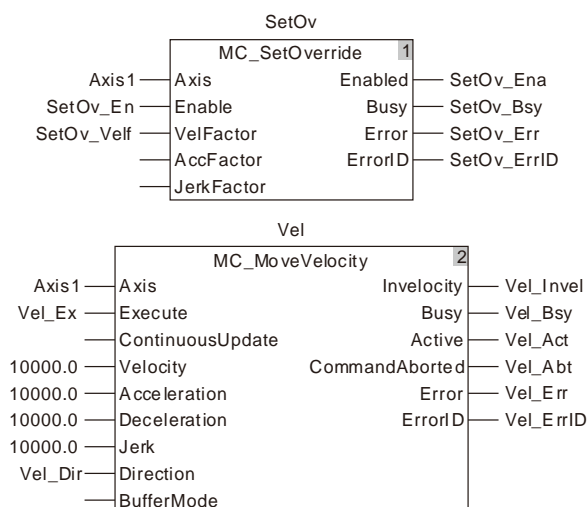 SetOv
MC_SetOverride 1
Axis1 Axis Enabled SetOv_Ena
SetOv_En Enable Busy SetOv_Bsy
SetOv_Velf VelFactor Error SetOv_Err
AccFactor ErrorID SetOv_ErrID
JerkFactor
Vel
MC_MoveVelocity 2
Axis1 Axis Invelocity Vel_Invel
Vel_Ex Execute Busy Vel_Bsy
ContinuousUpdate Active Vel_Act
10000.0 Velocity CommandAborted Vel_Abt
10000.0 Acceleration Error Vel_Err
10000.0 Deceleration ErrorID Vel_ErrID
10000.0 Jerk
Vel_Dir Direction
BufferMode